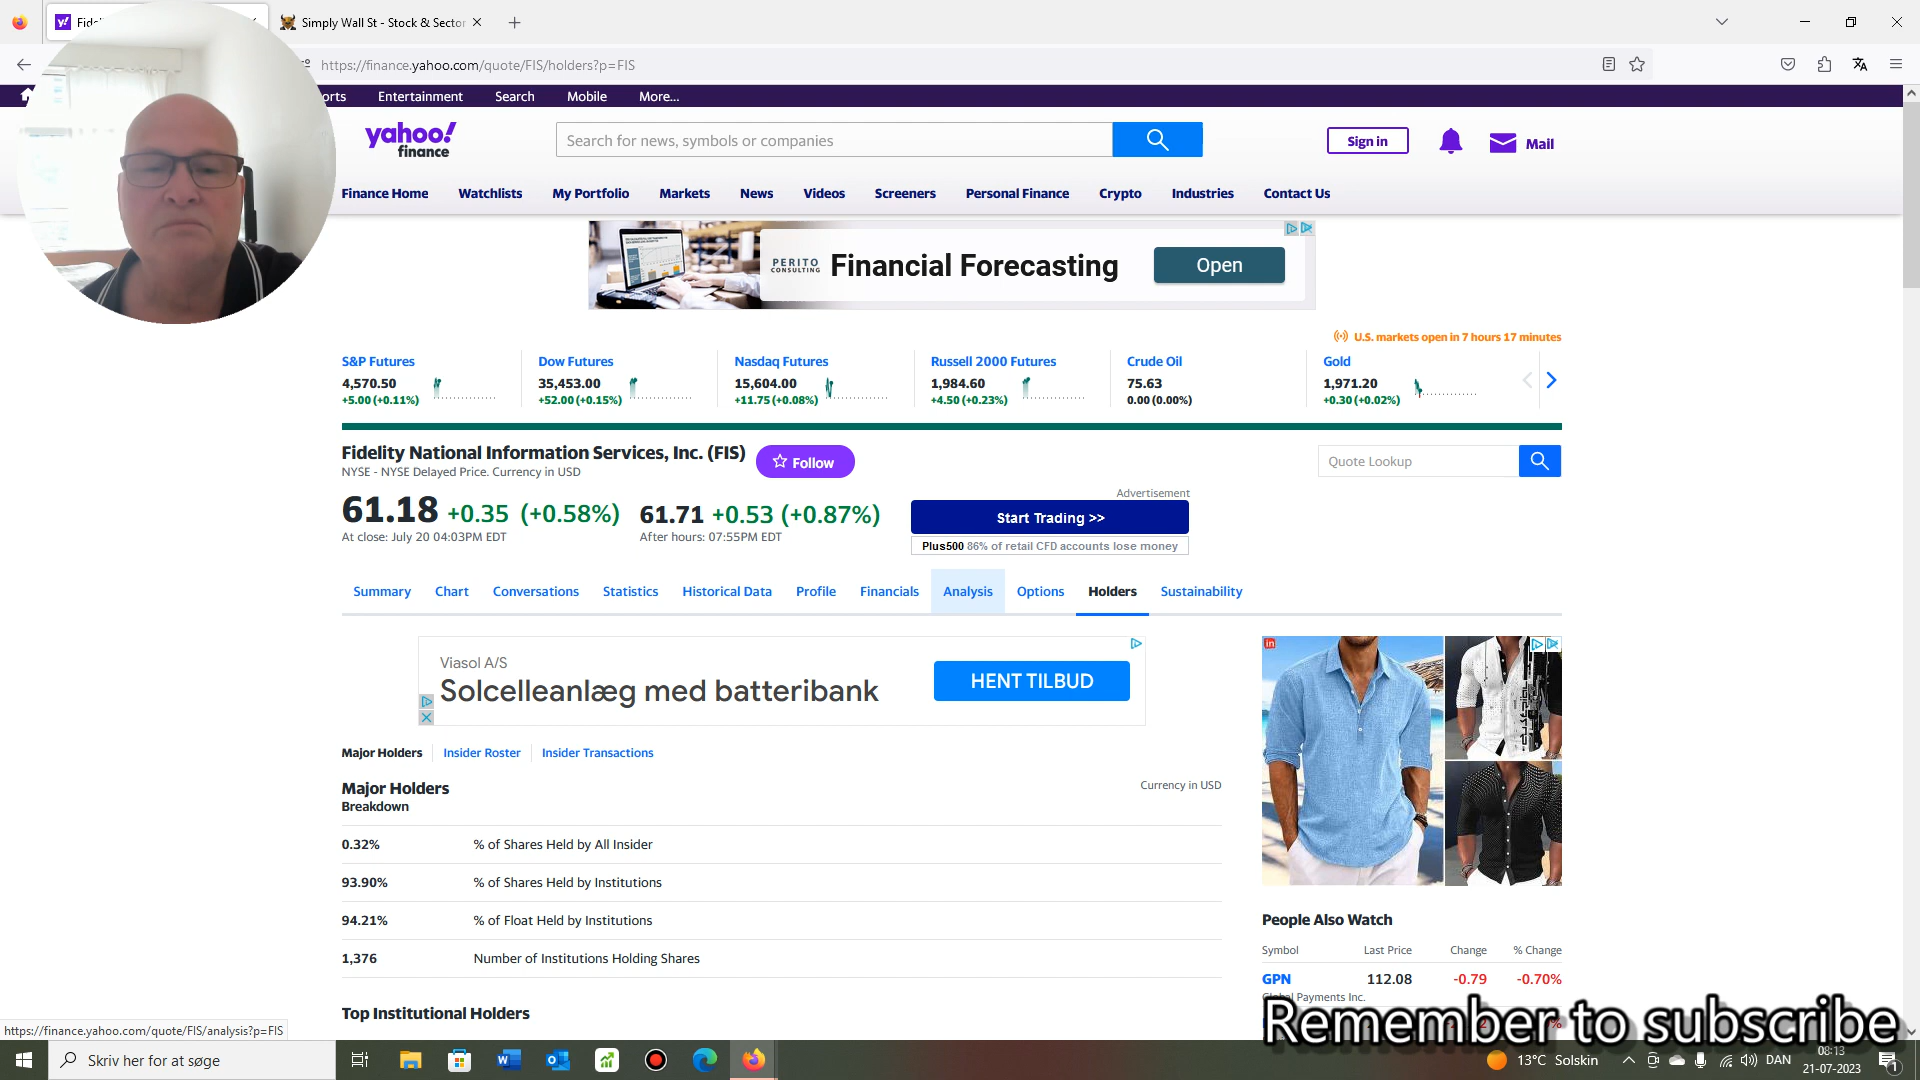 Fideli
Simply Wall St - Stock & Sector
https://finance.yahoo.com/quote/FIS/holders?p=FIS
orts Entertainment Search Mobile More...
yahoo!
finance
Search for news, symbols or companies
Sign in
Mail
Finance Home Watchlists My Portfolio Markets News Videos Screeners Personal Finance Crypto Industries Contact Us
PERITO
CONSULTING
Financial Forecasting
Open
U.S. markets open in 7 hours 17 minutes
S&P Futures Dow Futures Nasdaq Futures Russell 2000 Futures Crude Oil Gold
4,570.50 35,453.00 15,604.00 1,984.60 75.63 1,971.20
+5.00 (+0.11%) +52.00 (+0.15%) +11.75 (+0.08%) +4.50 (+0.23%) 0.00 (0.00%) +0.30 (+0.02%)
Fidelity National Information Services, Inc. (FIS)
Follow
NYSE - NYSE Delayed Price. Currency in USD
Quote Lookup
61.18 +0.35 (+0.58%) 61.71 +0.53 (+0.87%)
At close: July 20 04:03PM EDT After hours: 07:55PM EDT
Advertisement
Start Trading >>
Plus500 86% of retail CFD accounts lose money
Summary Chart Conversations Statistics Historical Data Profile Financials Analysis Options Holders Sustainability
Viasol A/S
Solcelleanlæg med batteribank
HENT TILBUD
Major Holders Insider Roster Insider Transactions
Major Holders
Currency in USD
Breakdown
0.32% % of Shares Held by All Insider
93.90% % of Shares Held by Institutions
94.21% % of Float Held by Institutions
1,376 Number of Institutions Holding Shares
Top Institutional Holders
People Also Watch
Symbol Last Price Change % Change
GPN 112.08 -0.79 -0.70%
Global Payments Inc.
Remember to subscribe
https://finance.yahoo.com/quote/FIS/analysis?p=FIS
Skriv her for at søge
13°C Solskin
DAN
08:13
21-07-2023
1